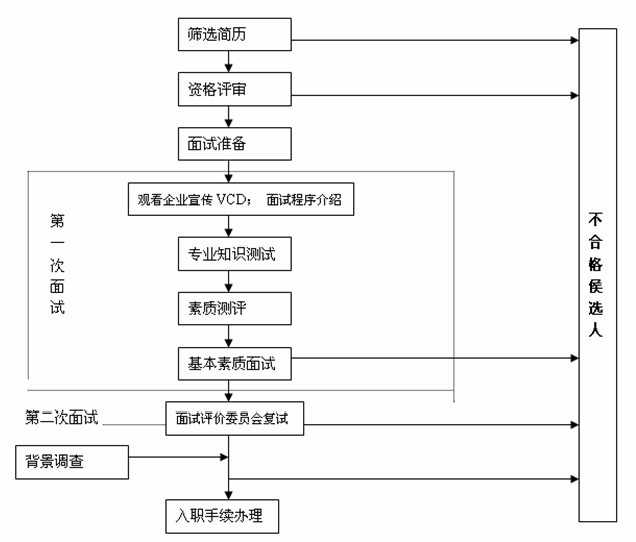 筛选简历
资格评审
面试准备
观看企业宣传 VCD； 面试程序介绍
第一次面试
专业知识测试
素质测评
基本素质面试
不合格侯选人
第二次面试
面试评价委员会复试
背景调查
入职手续办理